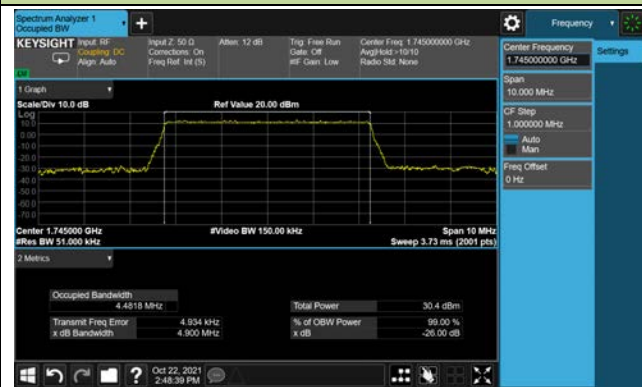 Spectrum Analyzer 1
Occupied BW
Frequency
KEYSIGHT
Input: RF
Coupling: DC
Align: Auto
Input Z: 50 Ω
Corrections: On
Freq Ref: Int (S)
Atten: 12 dB
Trig: Free Run
Gate: Off
#IF Gain: Low
Center Freq: 1.745000000 GHz
Avg|Hold:>10/10
Radio Std: None
Center Frequency
1.745000000 GHz
Settings
Span
10.000 MHz
CF Step
1.000000 MHz
Auto
Man
Freq Offset
0 Hz
1 Graph
Scale/Div 10.0 dB
Ref Value 20.00 dBm
Log
10.0
0.00
-10.0
-20.0
-30.0
-40.0
-50.0
-60.0
-70.0
Center 1.745000 GHz
#Video BW 150.00 kHz
Span 10 MHz
#Res BW 51.000 kHz
Sweep 3.73 ms (2001 pts)
2 Metrics
Occupied Bandwidth
4.4818 MHz
Total Power 30.4 dBm
Transmit Freq Error 4.934 kHz
% of OBW Power 99.00 %
x dB Bandwidth 4.900 MHz
x dB -26.00 dB
Oct 22, 2021
2:48:39 PM